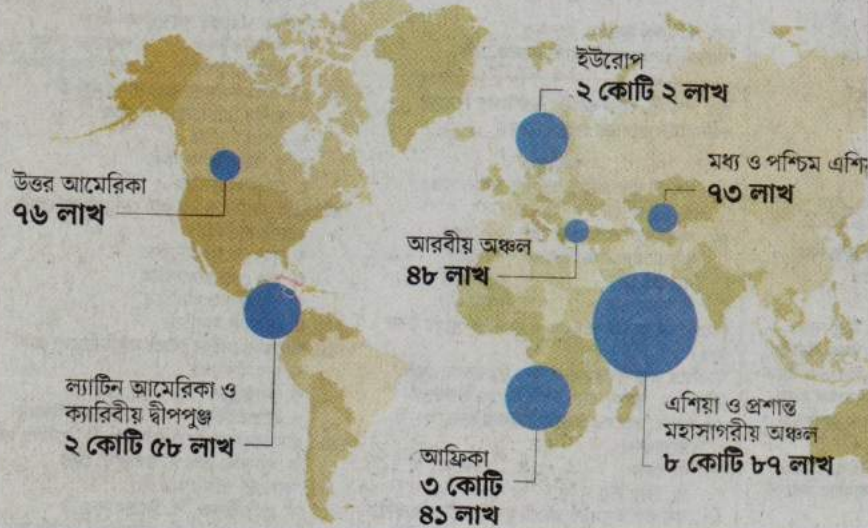 ইউরোপ
২ কোটি ২ লাখ
মধ্য ও পশ্চিম
৭৩ লাখ
উত্তর আমেরিকা
৭৬ লাখ
আরবীয় অঞ্চল
৪৮ লাখ
ল্যাটিন আমেরিকা ও
ক্যারিবীয় দ্বীপপুঞ্জ
২ কোটি ৫৮ লাখ
আফ্রিকা
৩ কোটি
৪১ লাখ
এশিয়া ও প্রশান্ত
মহাসাগরীয় অঞ্চল
৮ কোটি ৮৭ লাখ